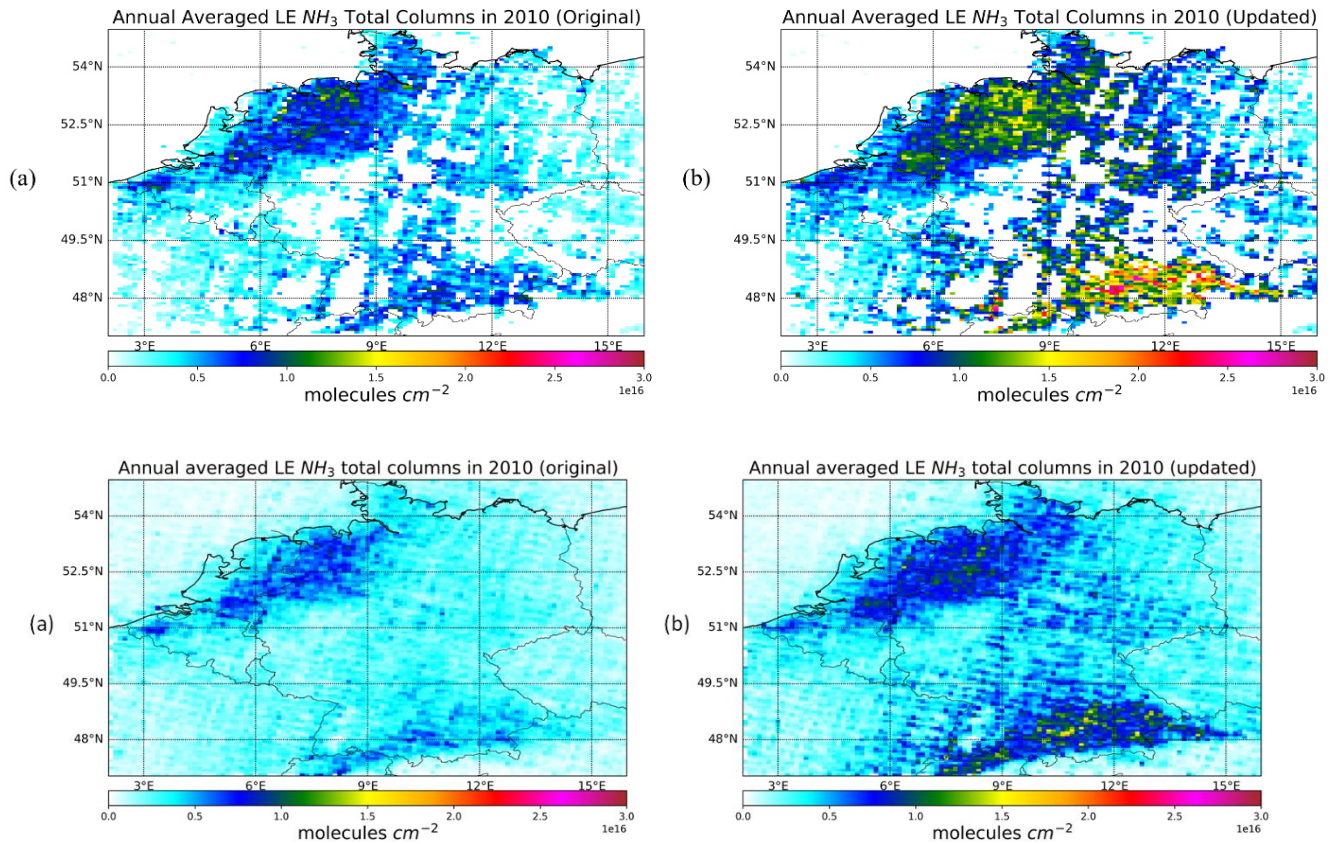 Annual Averaged LE NH3 Total Columns in 2010 (Original)
54°N
52.5°N
51°N
49.5°N
48°N
3°E 6°E 9°E 12°E 15°E
0.0 0.5 1.0 1.5 2.0 2.5 3.0
1e16
molecules cm−2
(a)
Annual Averaged LE NH3 Total Columns in 2010 (Updated)
54°N
52.5°N
51°N
49.5°N
48°N
3°E 6°E 9°E 12°E 15°E
0.0 0.5 1.0 1.5 2.0 2.5 3.0
1e16
molecules cm−2
(b)
Annual averaged LE NH3 total columns in 2010 (original)
54°N
52.5°N
51°N
49.5°N
48°N
3°E 6°E 9°E 12°E 15°E
0.0 0.5 1.0 1.5 2.0 2.5 3.0
1e16
molecules cm−2
(a)
Annual averaged LE NH3 total columns in 2010 (updated)
54°N
52.5°N
51°N
49.5°N
48°N
3°E 6°E 9°E 12°E 15°E
0.0 0.5 1.0 1.5 2.0 2.5 3.0
1e16
molecules cm−2
(b)